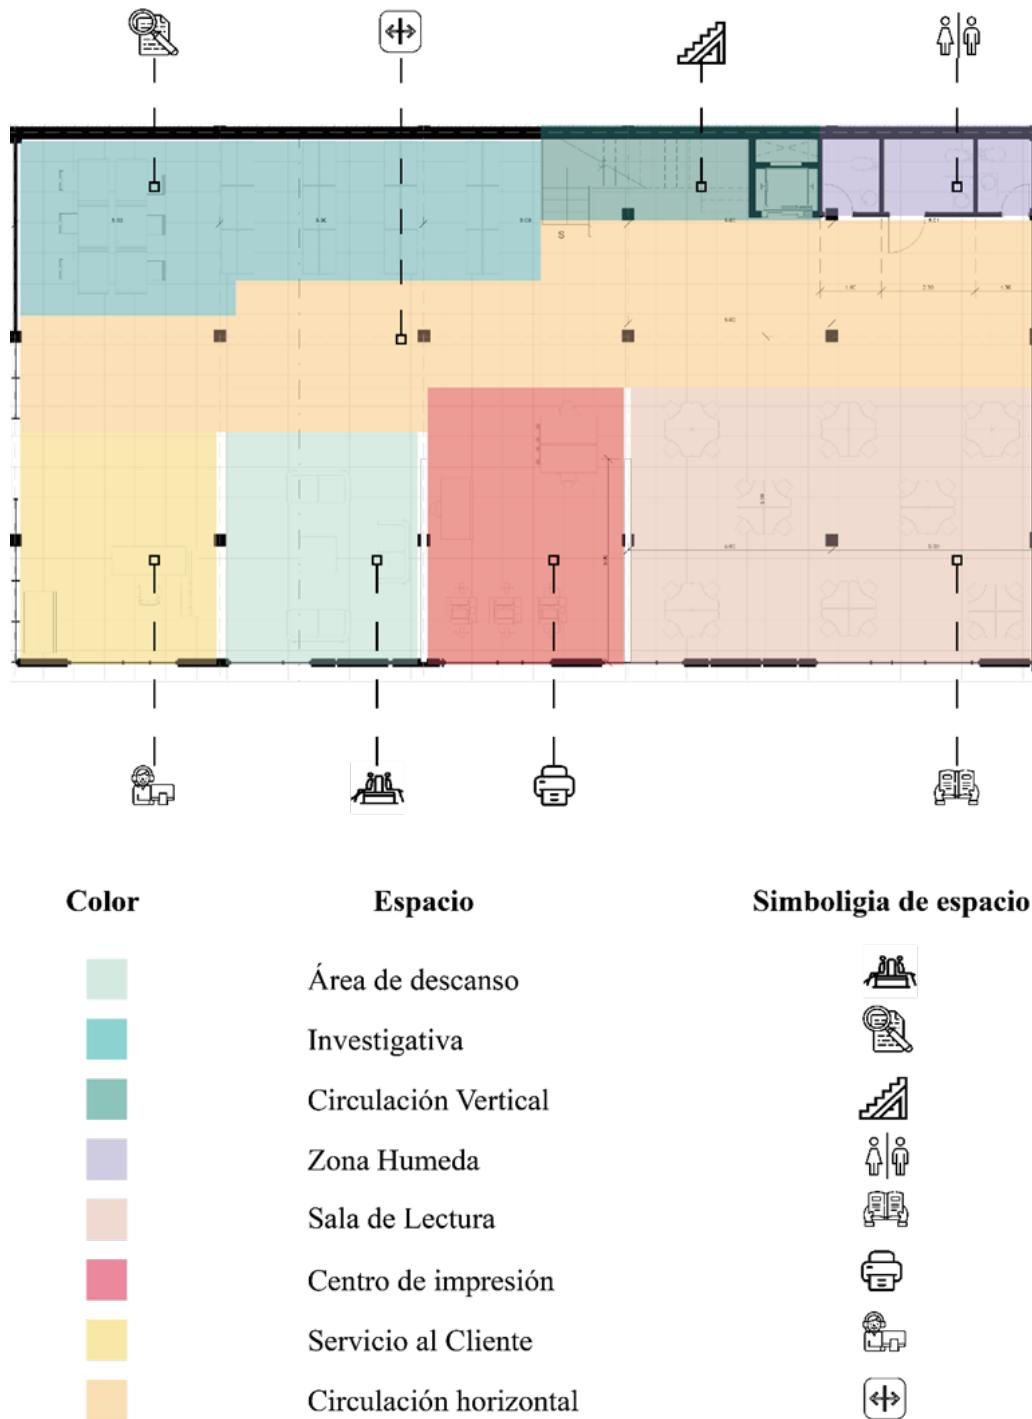 S
Color Espacio Simboligia de espacio
Área de descanso
Investigativa
Circulación Vertical
Zona Humeda
Sala de Lectura
Centro de impresión
Servicio al Cliente
Circulación horizontal